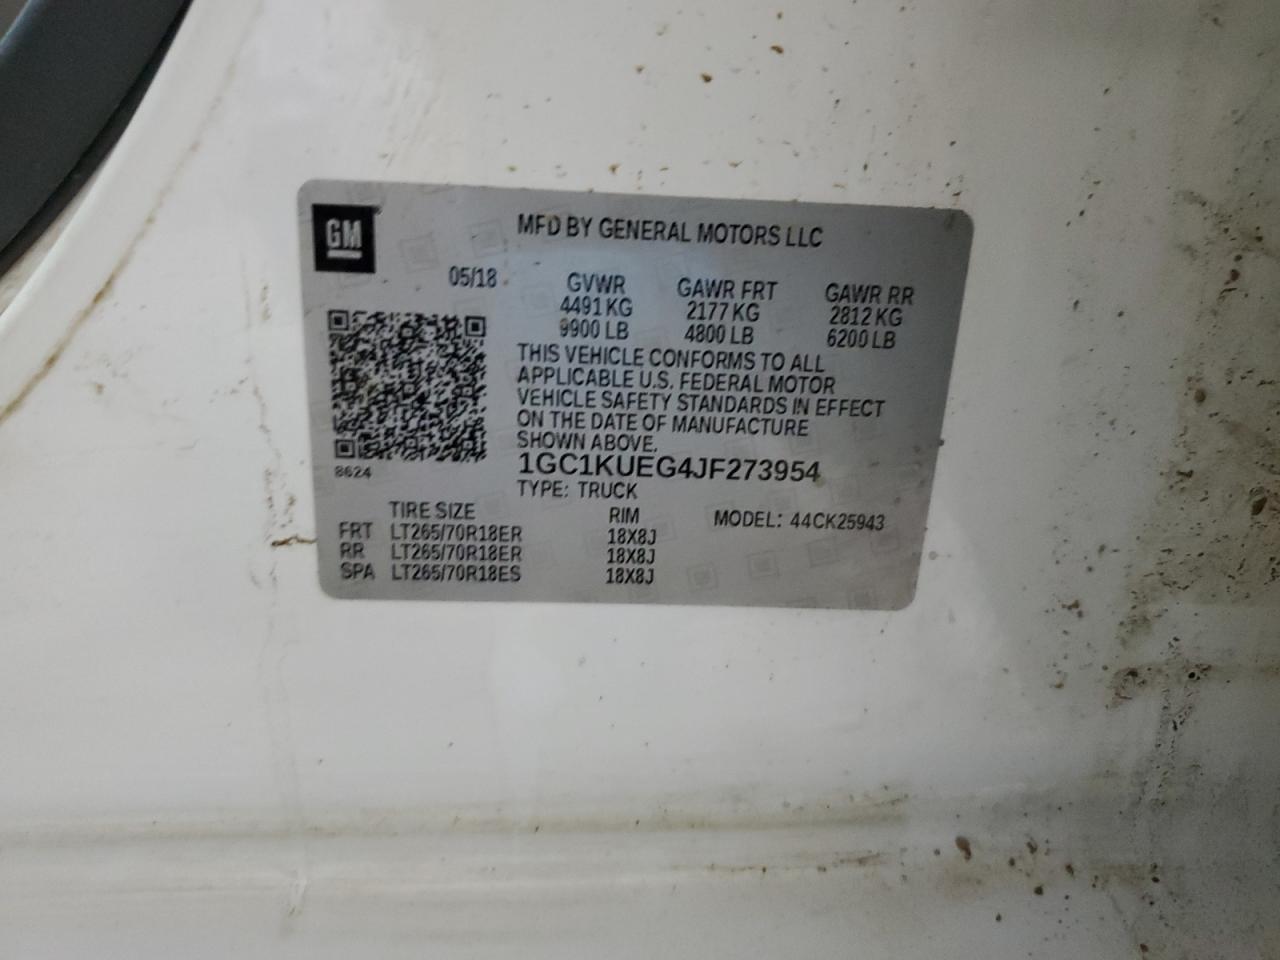 GM
MFD BY GENERAL MOTORS LLC
05/18
GVWR GAWR FRT GAWR RR
4491 KG 2177 KG 2812 KG
9900 LB 4800 LB 6200 LB
THIS VEHICLE CONFORMS TO ALL
APPLICABLE U.S. FEDERAL MOTOR
VEHICLE SAFETY STANDARDS IN EFFECT
ON THE DATE OF MANUFACTURE
SHOWN ABOVE.
8624
1GC1KUEG4JF273954
TYPE: TRUCK
TIRE SIZE RIM MODEL: 44CK25943
FRT LT265/70R18ER 18X8J
RR LT265/70R18ER 18X8J
SPA LT265/70R18ES 18X8J